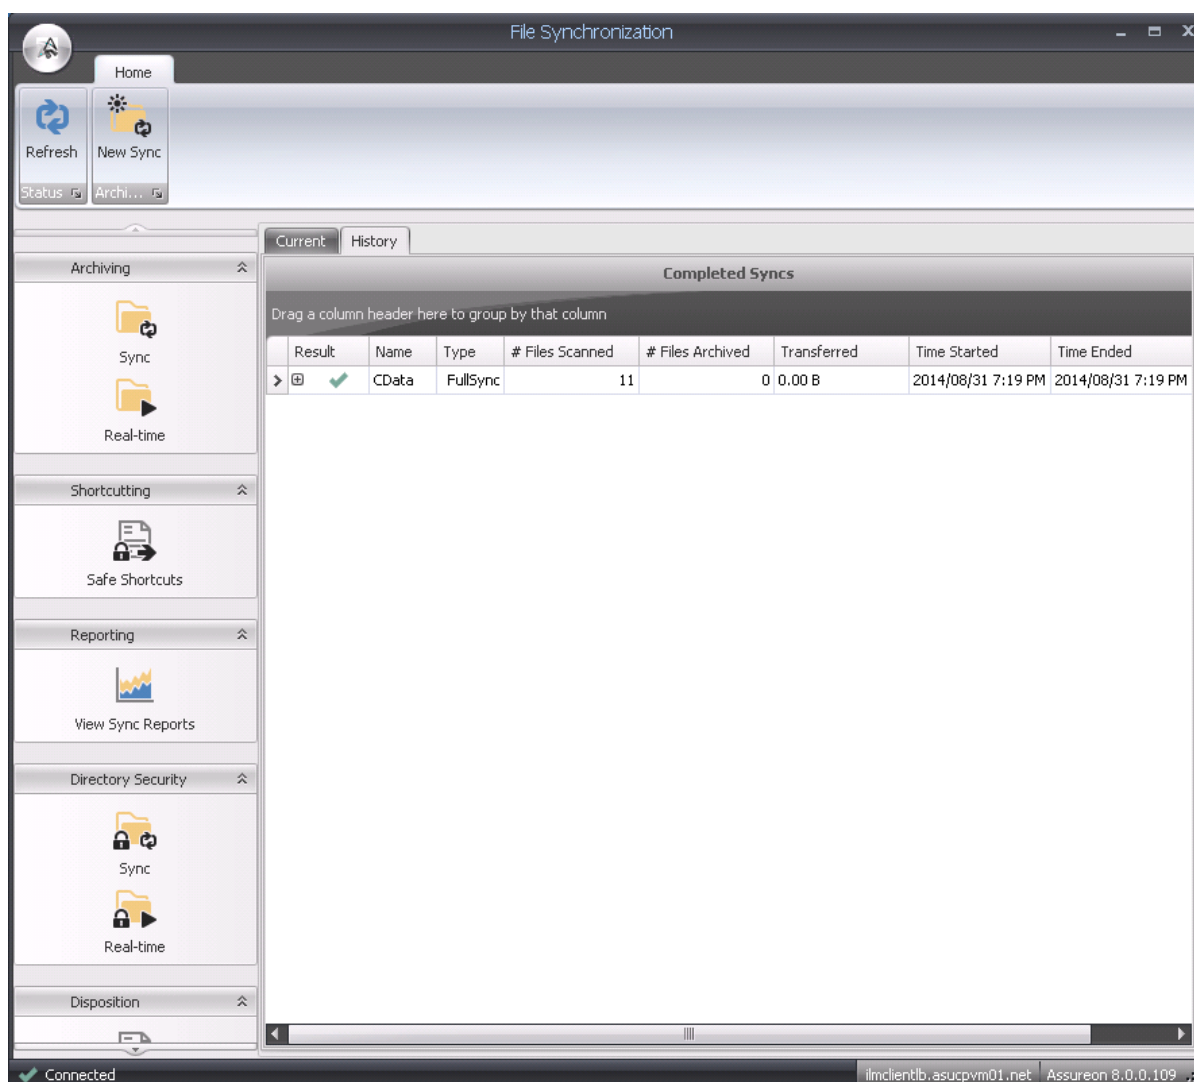 File Synchronization
Home
Refresh
New Sync
Status
Archi...
Current
History
Archiving
Completed Syncs
Drag a column header here to group by that column
Sync
Result Name Type # Files Scanned # Files Archived Transferred Time Started Time Ended
CData FullSync 11 0 0.00 B 2014/08/31 7:19 PM 2014/08/31 7:19 PM
Real-time
Shortcutting
Safe Shortcuts
Reporting
View Sync Reports
Directory Security
Sync
Real-time
Disposition
Connected
ilmclientlb.asucpvm01.net
Assureon 8.0.0.109